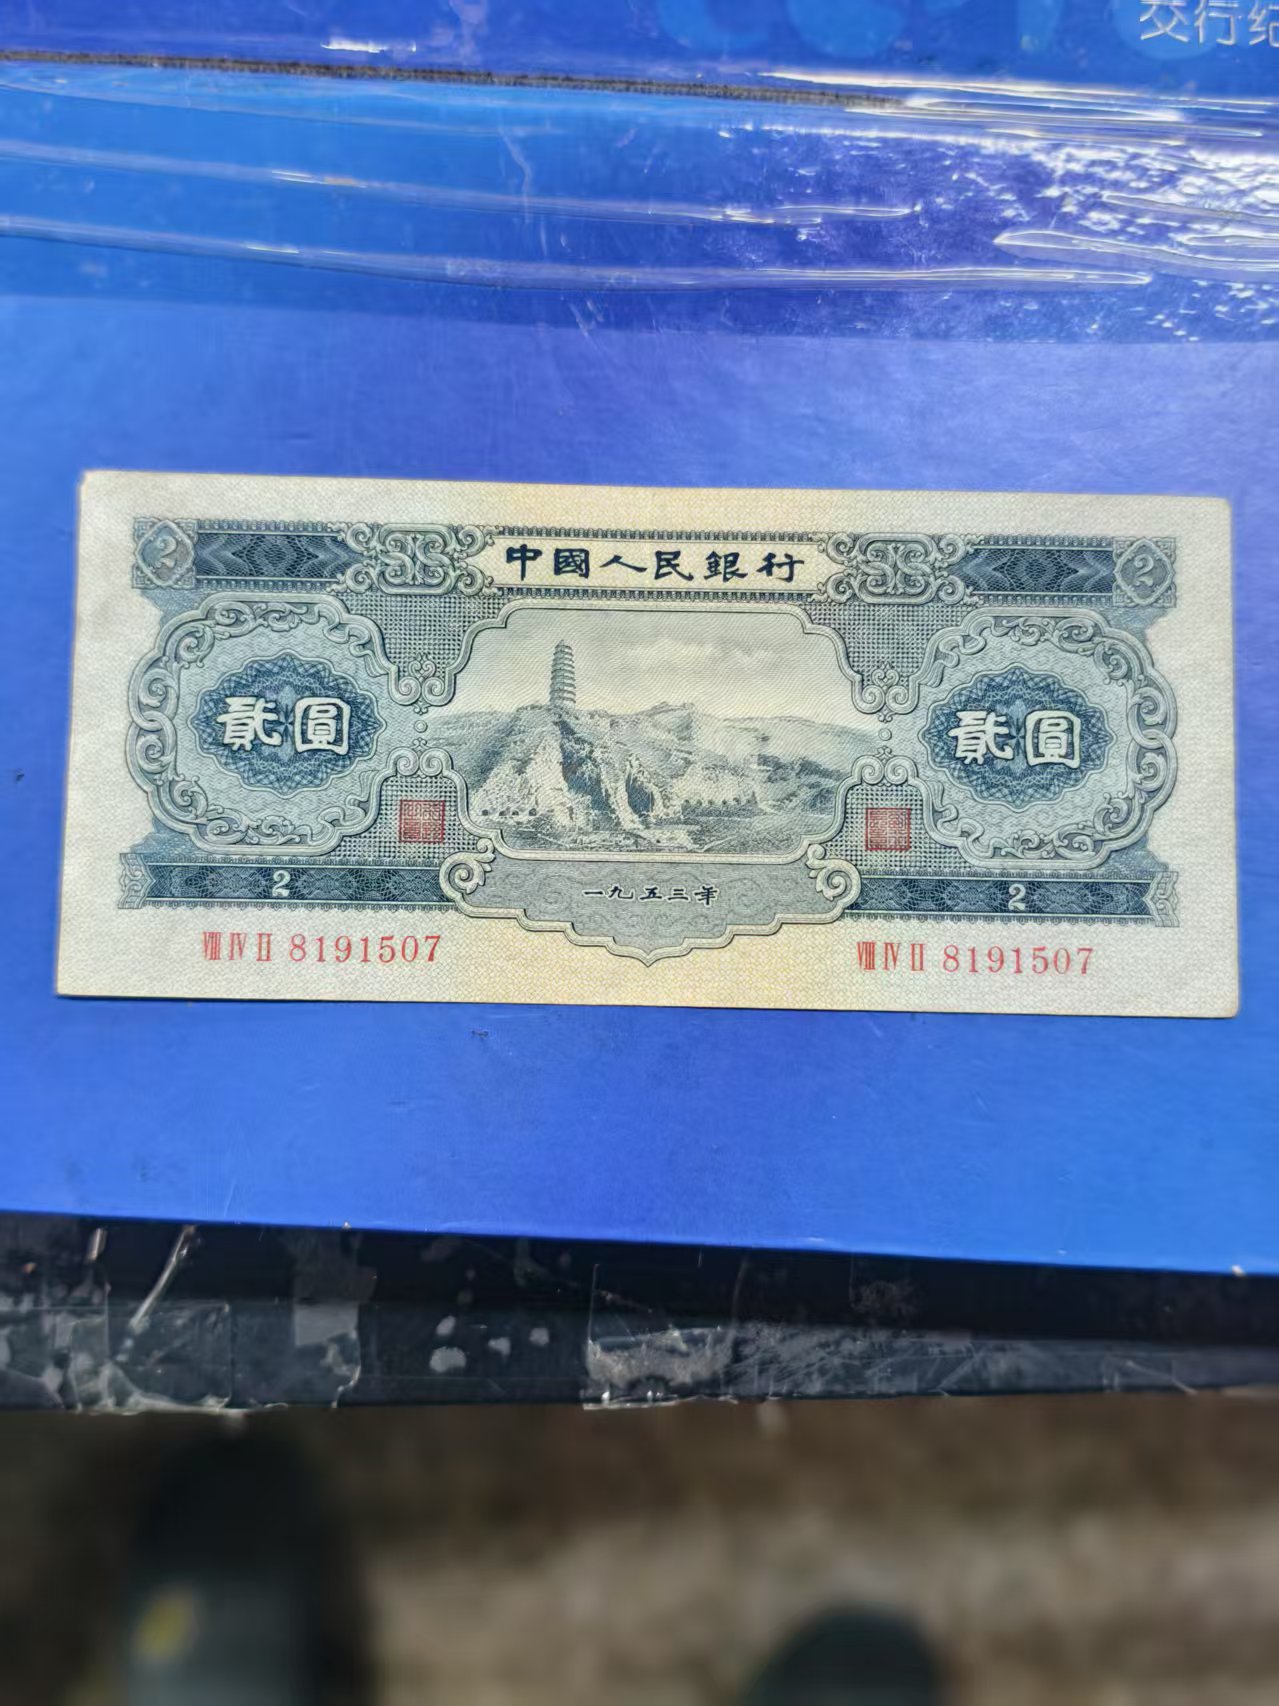 交行
2 中國人民銀行 2
貳圓 貳圓
2 一九五三年 2
ⅧⅣⅡ 8191507 ⅧⅣⅡ 8191507